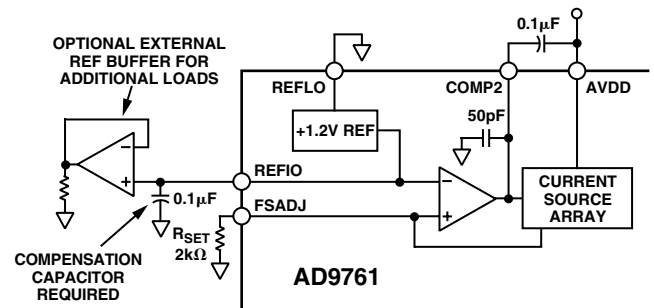 OPTIONAL EXTERNAL
REF BUFFER FOR
ADDITIONAL LOADS
0.1μF
REFLO
COMP2
AVDD
50pF
+1.2V REF
REFIO
0.1μF
FSADJ
CURRENT
SOURCE
ARRAY
RSET
2kΩ
COMPENSATION
CAPACITOR
REQUIRED
AD9761